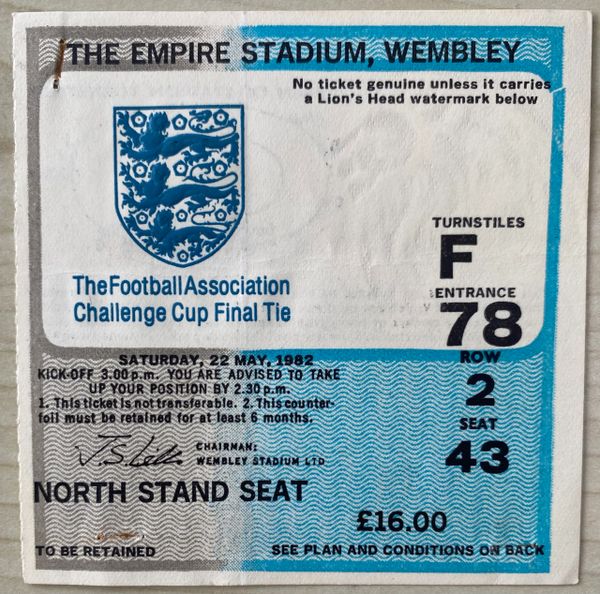 THE EMPIRE STADIUM, WEMBLEY
No ticket genuine unless it carries
a Lion's Head watermark below
The Football Association
Challenge Cup Final Tie
TURNSTILES
F
ENTRANCE
78
SATURDAY, 22 MAY, 1982
KICK-OFF 3.00 p.m. YOU ARE ADVISED TO TAKE
UP YOUR POSITION BY 2.30 p.m.
1. This ticket is not transferable. 2. This counter-
foil must be retained for at least 6 months.
ROW
2
SEAT
43
CHAIRMAN:
WEMBLEY STADIUM LTD
NORTH STAND SEAT
£16.00
TO BE RETAINED
SEE PLAN AND CONDITIONS ON BACK